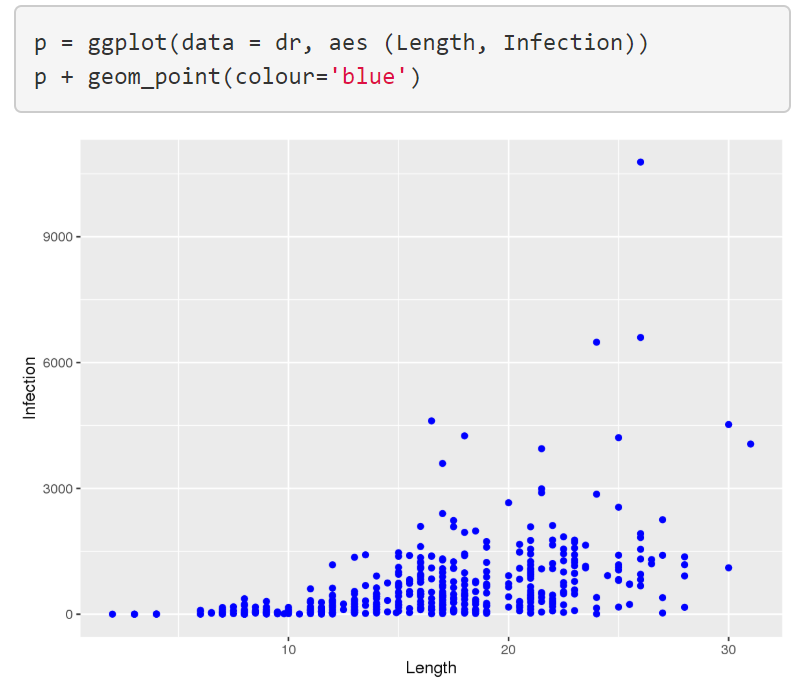 p = ggplot(data = dr, aes (Length, Infection))
p + geom_point(colour='blue')
9000
6000
3000
0
Infection
10 20 30
Length